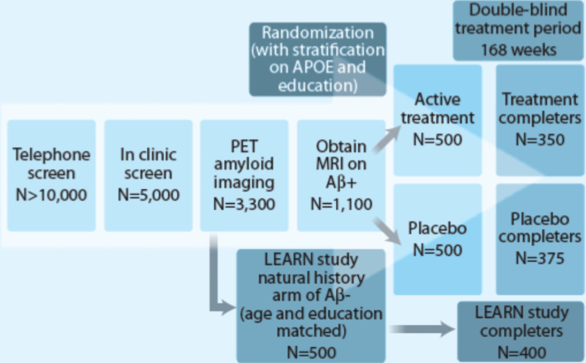 Double-blind
treatment period
168 weeks
Randomization
(with stratification
on APOE and
education)
Telephone
screen
N>10,000
In clinic
screen
N=5,000
PET
amyloid
imaging
N=3,300
Obtain
MRI on
Aβ+
N=1,100
Active
treatment
N=500
Treatment
completers
N=350
Placebo
N=500
Placebo
completers
N=375
LEARN study
natural history
arm of Aβ-
(age and education
matched)
N=500
LEARN study
completers
N=400